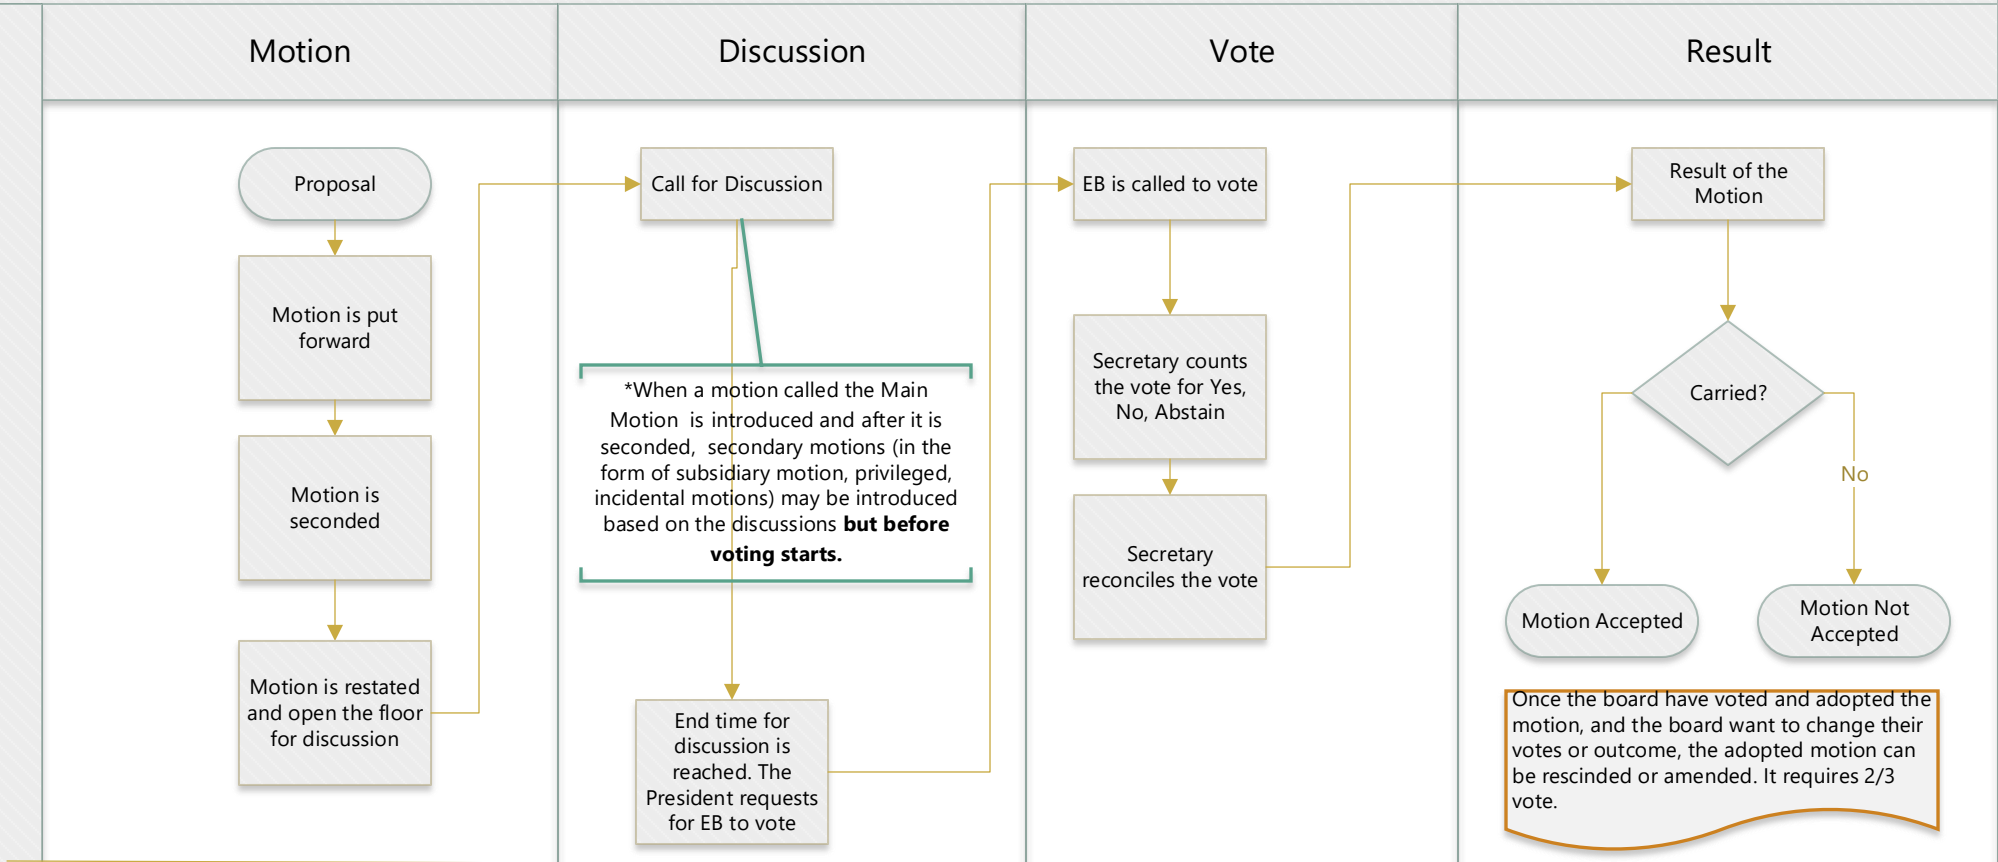 Motion
Discussion
Vote
Result
Proposal
Motion is put
forward
Motion is
seconded
Motion is restated
and open the floor
for discussion
Call for Discussion
*When a motion called the Main
Motion is introduced and after it is
seconded, secondary motions (in the
form of subsidiary motion, privileged,
incidental motions) may be introduced
based on the discussions but before
voting starts.
End time for
discussion is
reached. The
President requests
for EB to vote
EB is called to vote
Secretary counts
the vote for Yes,
No, Abstain
Secretary
reconciles the vote
Result of the
Motion
Carried?
No
Motion Accepted
Motion Not
Accepted
Once the board have voted and adopted the
motion, and the board want to change their
votes or outcome, the adopted motion can
be rescinded or amended. It requires 2/3
vote.